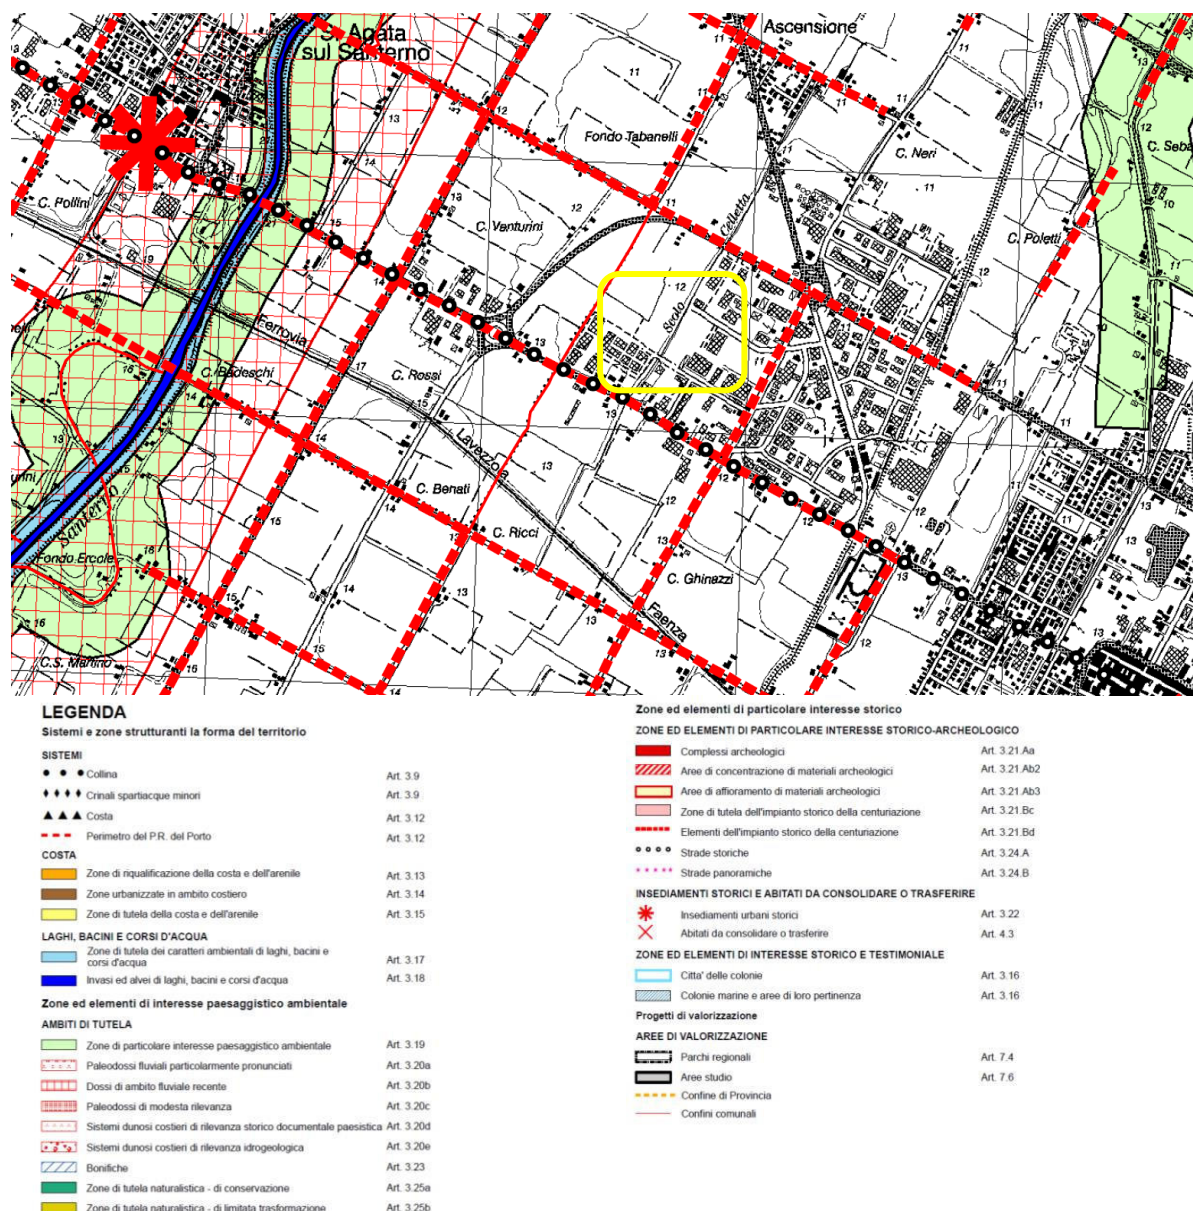 S. Agata
sul Santerno
Ascensione
Fondo Tabanelli
C. Neri
C. Pollini
C. Venturini
Celeta
C. Poletti
Scolo
Ferrovia
C. Badeschi
C. Rossi
Lavezzola
C. Benati
C. Ricci
Santerno
Fondo Ercole
C. Ghinazzi
Faenza
C.S. Martino
LEGENDA
Sistemi e zone strutturanti la forma del territorio
SISTEMI
Collina Art. 3.9
Crinali spartiacque minori Art. 3.9
Costa Art. 3.12
Perimetro del P.R. del Porto Art. 3.12
COSTA
Zone di riqualificazione della costa e dell'arenile Art. 3.13
Zone urbanizzate in ambito costiero Art. 3.14
Zone di tutela della costa e dell'arenile Art. 3.15
LAGHI, BACINI E CORSI D'ACQUA
Zone di tutela dei caratteri ambientali di laghi, bacini e
corsi d'acqua Art. 3.17
Invasi ed alvei di laghi, bacini e corsi d'acqua Art. 3.18
Zone ed elementi di interesse paesaggistico ambientale
AMBITI DI TUTELA
Zone di particolare interesse paesaggistico ambientale Art. 3.19
Paleodossi fluviali particolarmente pronunciati Art. 3.20a
Dossi di ambito fluviale recente Art. 3.20b
Paleodossi di modesta rilevanza Art. 3.20c
Sistemi dunosi costieri di rilevanza storico documentale paesistica Art. 3.20d
Sistemi dunosi costieri di rilevanza idrogeologica Art. 3.20e
Bonifiche Art. 3.23
Zone di tutela naturalistica - di conservazione Art. 3.25a
Zone di tutela naturalistica - di limitata trasformazione Art. 3.25b
Zone ed elementi di particolare interesse storico
ZONE ED ELEMENTI DI PARTICOLARE INTERESSE STORICO-ARCHEOLOGICO
Complessi archeologici Art. 3.21.Aa
Aree di concentrazione di materiali archeologici Art. 3.21.Ab2
Aree di affioramento di materiali archeologici Art. 3.21.Ab3
Zone di tutela dell'impianto storico della centuriazione Art. 3.21.Bc
Elementi dell'impianto storico della centuriazione Art. 3.21.Bd
Strade storiche Art. 3.24.A
Strade panoramiche Art. 3.24.B
INSEDIAMENTI STORICI E ABITATI DA CONSOLIDARE O TRASFERIRE
Insediamenti urbani storici Art. 3.22
Abitati da consolidare o trasferire Art. 4.3
ZONE ED ELEMENTI DI INTERESSE STORICO E TESTIMONIALE
Citta' delle colonie Art. 3.16
Colonie marine e aree di loro pertinenza Art. 3.16
Progetti di valorizzazione
AREE DI VALORIZZAZIONE
Parchi regionali Art. 7.4
Aree studio Art. 7.6
Confine di Provincia
Confini comunali